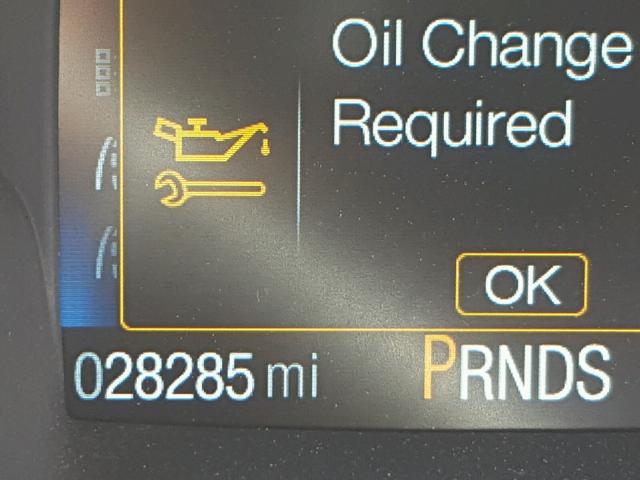 Oil Change
Required
OK
028285 mi
PRNDS